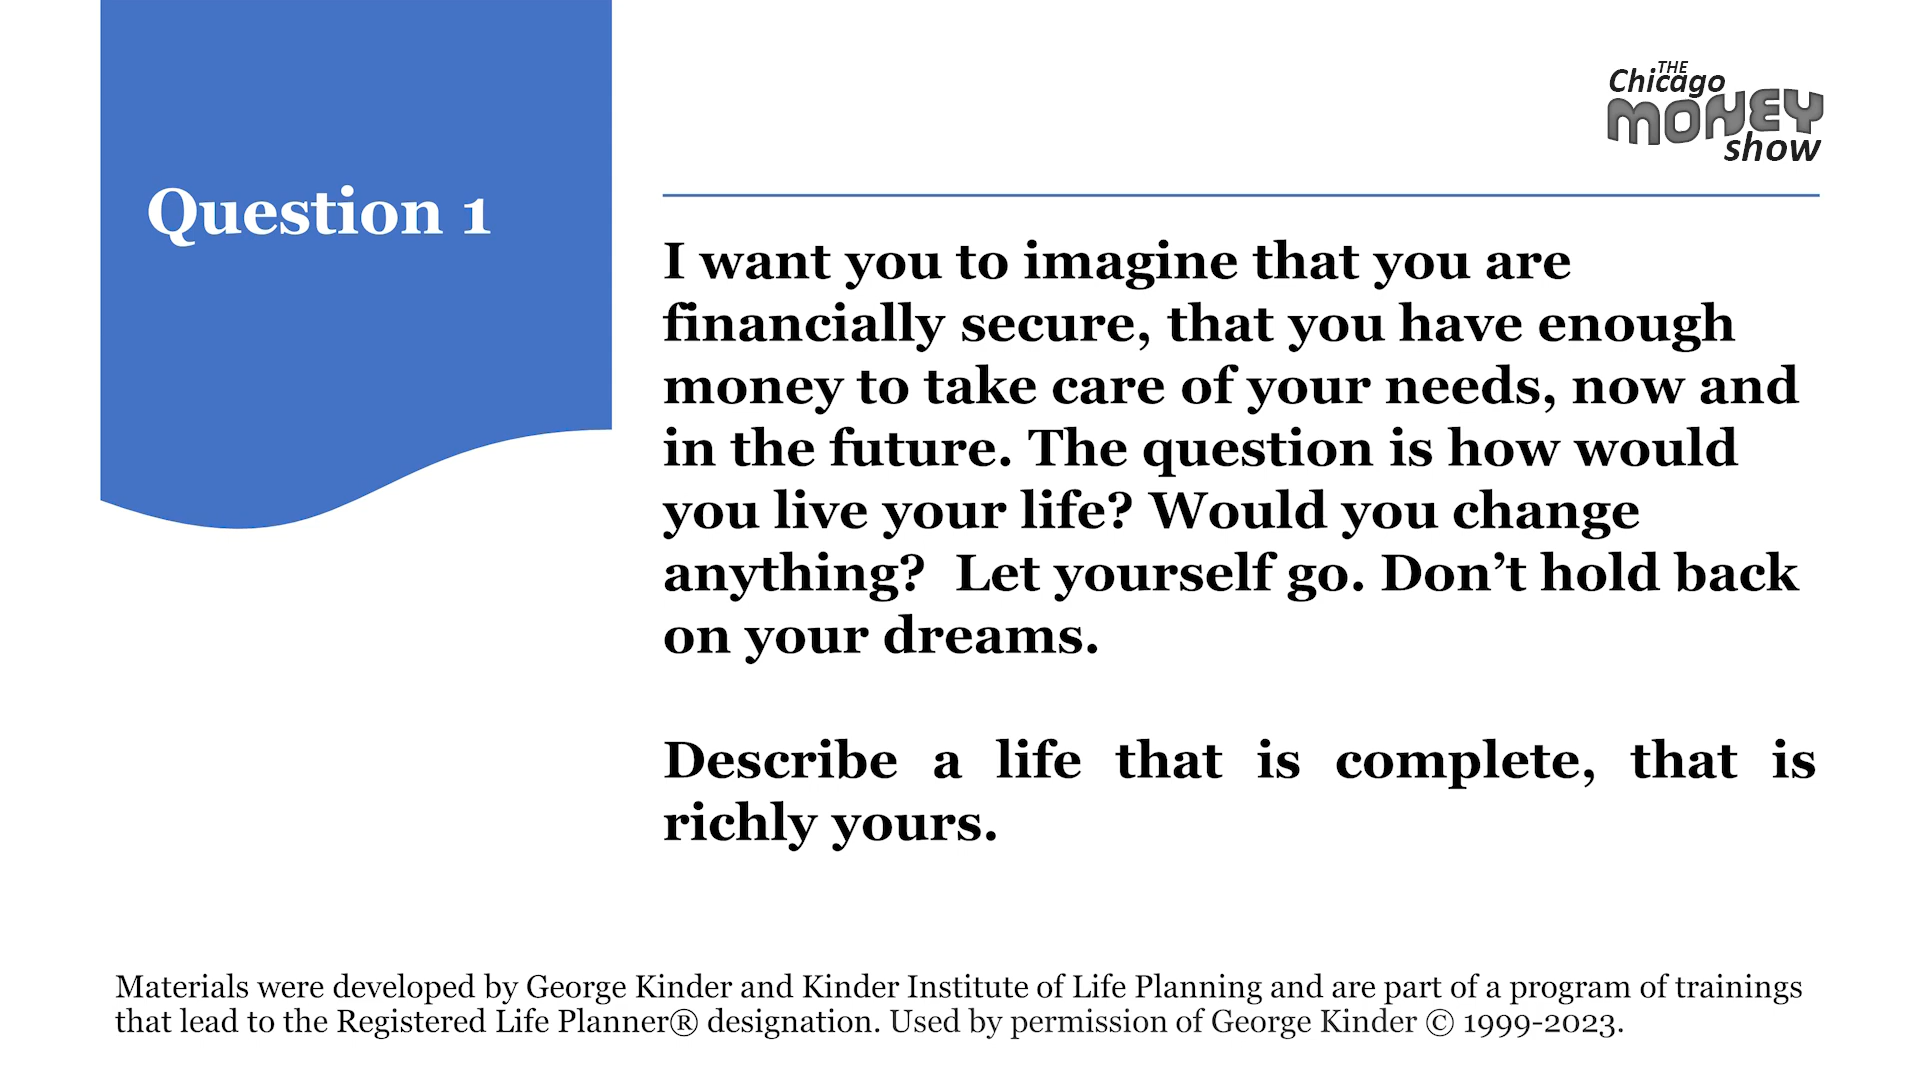 THE
Chicago
MONEY
show
Question 1
I want you to imagine that you are
financially secure, that you have enough
money to take care of your needs, now and
in the future. The question is how would
you live your life? Would you change
anything?  Let yourself go. Don’t hold back
on your dreams.
Describe a life that is complete, that is
richly yours.
Materials were developed by George Kinder and Kinder Institute of Life Planning and are part of a program of trainings
that lead to the Registered Life Planner® designation. Used by permission of George Kinder © 1999-2023.